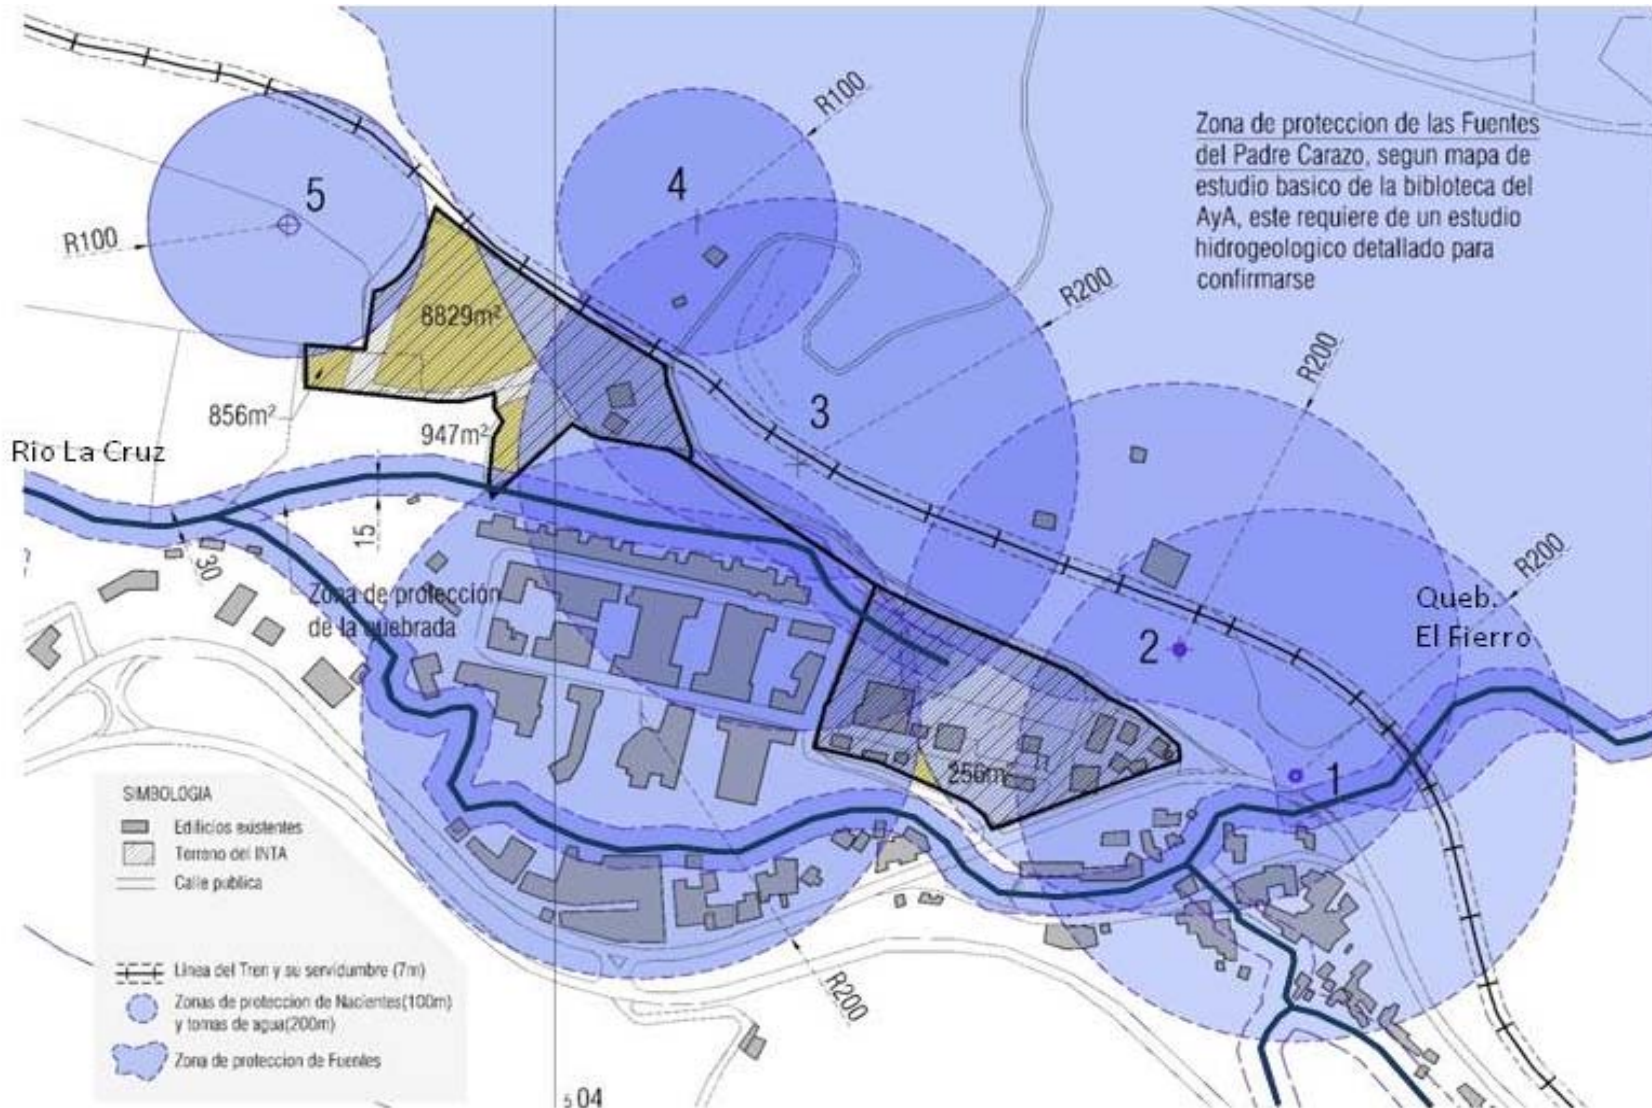 R100
Zona de proteccion de las Fuentes
del Padre Carazo, segun mapa de
estudio basico de la bibloteca del
AyA, este requiere de un estudio
hidrogeologico detallado para
confirmarse
5
4
R100
R200
8829m²
R200
3
856m²
947m²
Rio La Cruz
15
30
R200
Queb.
El Fierro
Zona de protección
de la quebrada
2
1
256m²
R200
SIMBOLOGIA
Edificios existentes
Terreno del INTA
Calle publica
Linea del Tren y su servidumbre (7m)
Zonas de proteccion de Nacientes(100m)
y tomas de agua(200m)
Zona de proteccion de Fuentes
5 04